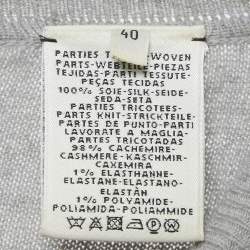 40
PARTIES T -WOVEN
PARTS-WEBTEILE-PIEZAS
TEJIDAS-PARTI TESSUTE-
PEÇAS TECIDAS
100% SOIE-SILK-SEIDE-
SEDA-SETA
PARTIES TRICOTEES-
PARTS KNIT-STRICKTEILE
PARTES DE PUNTO-PARTI
LAVORATE A MAGLIA-
PARTES TRICOTADAS
98% CACHEMIRE-
CASHMERE-KASCHMIR-
CAXEMIRA
1% ELASTHANNE-
ELASTANE-ELASTAN-
ELASTANO
1% POLYAMIDE-
POLIAMIDA-POLIAMMIDE
P